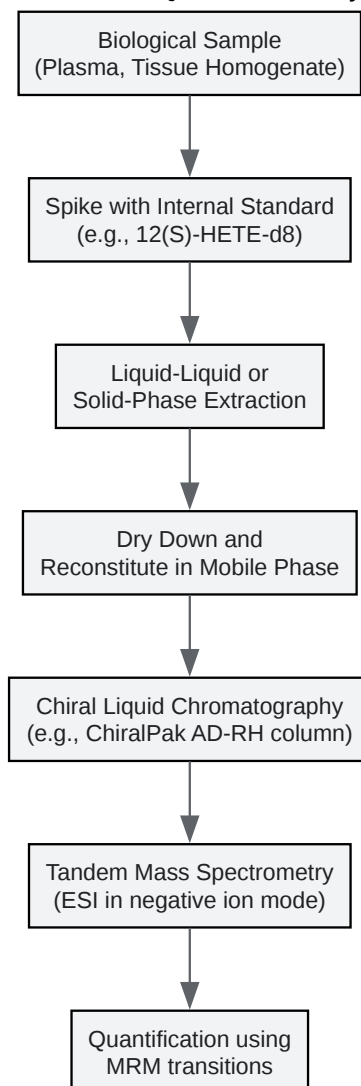 Biological Sample
(Plasma, Tissue Homogenate)
Spike with Internal Standard
(e.g., 12(S)-HETE-d8)
Liquid-Liquid or
Solid-Phase Extraction
Dry Down and
Reconstitute in Mobile Phase
Chiral Liquid Chromatography
(e.g., ChiralPak AD-RH column)
Tandem Mass Spectrometry
(ESI in negative ion mode)
Quantification using
MRM transitions